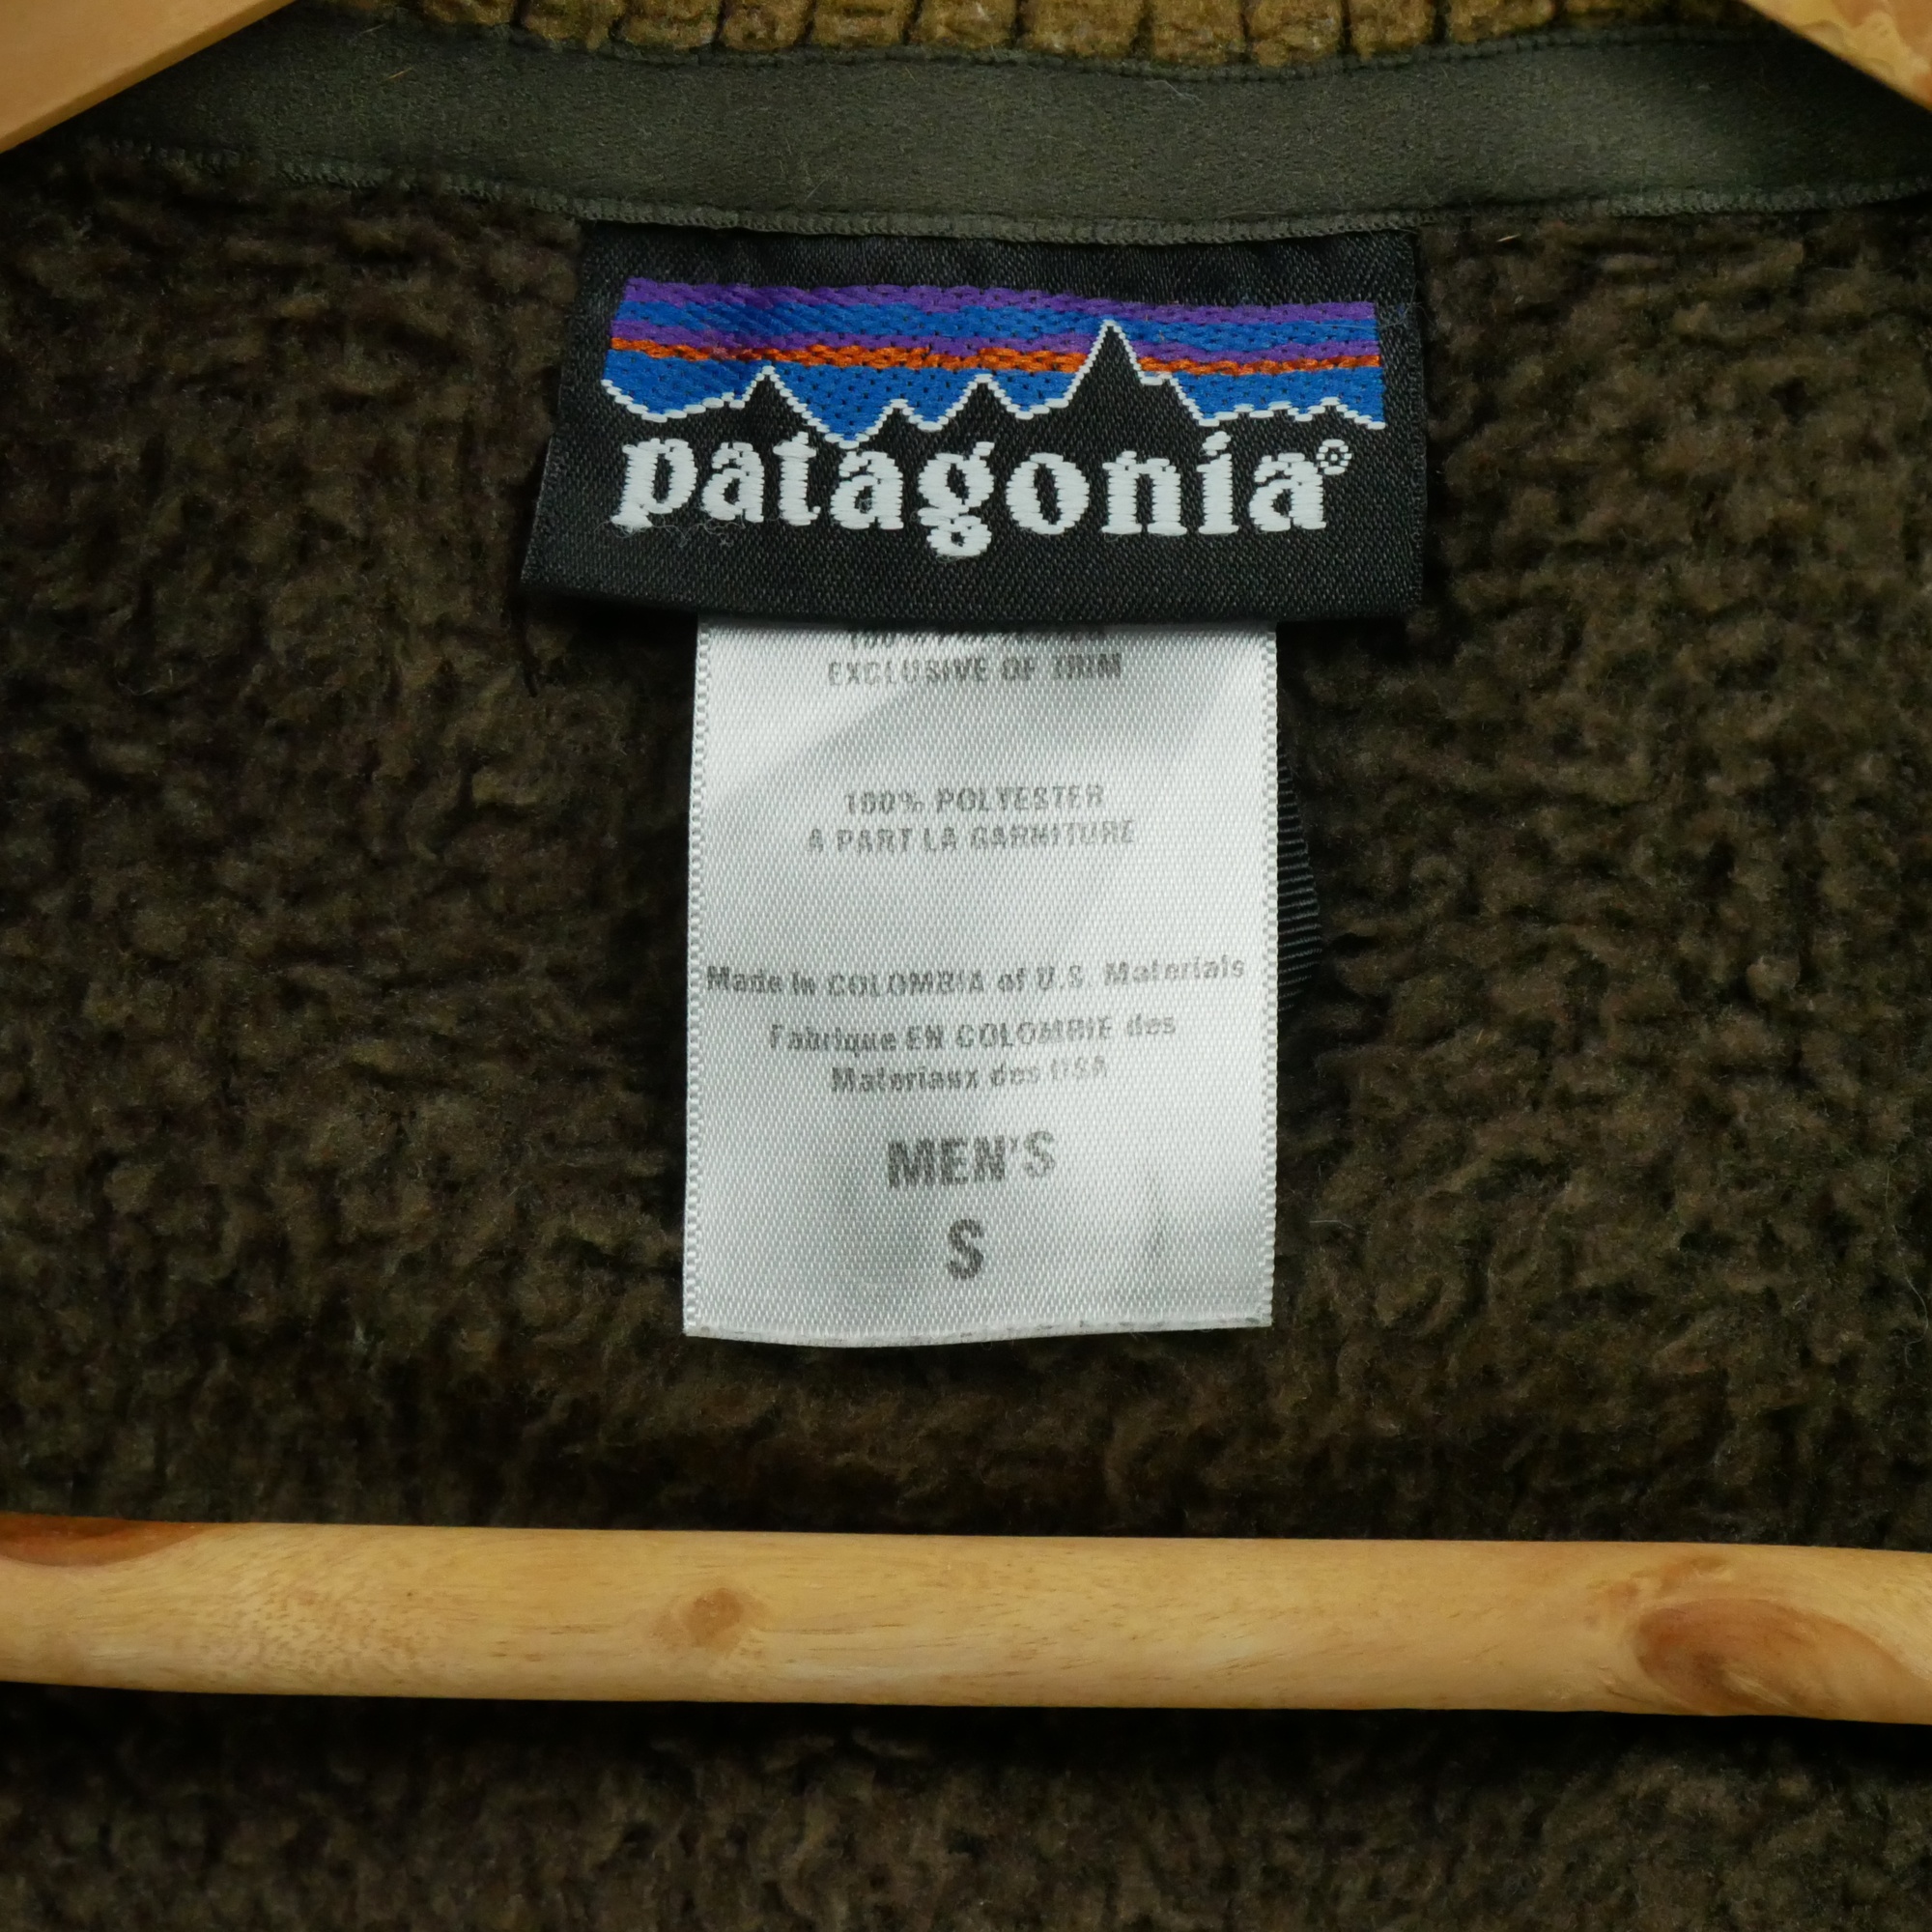 patagonia®
EXCLUSIVE OF TRIM
100% POLYESTER
A PART LA GARNITURE
Made in COLOMBIA of U.S. Materials
Fabrique EN COLOMBIE des
Materiaux des USA
MEN'S
S